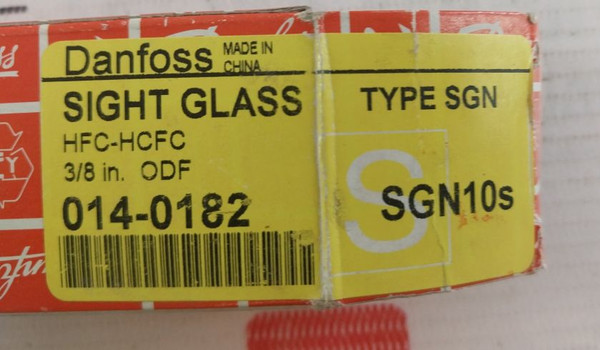 Danfoss MADE IN
CHINA
SIGHT GLASS
HFC-HCFC
3/8 in. ODF
014-0182
TYPE SGN
S
SGN10s